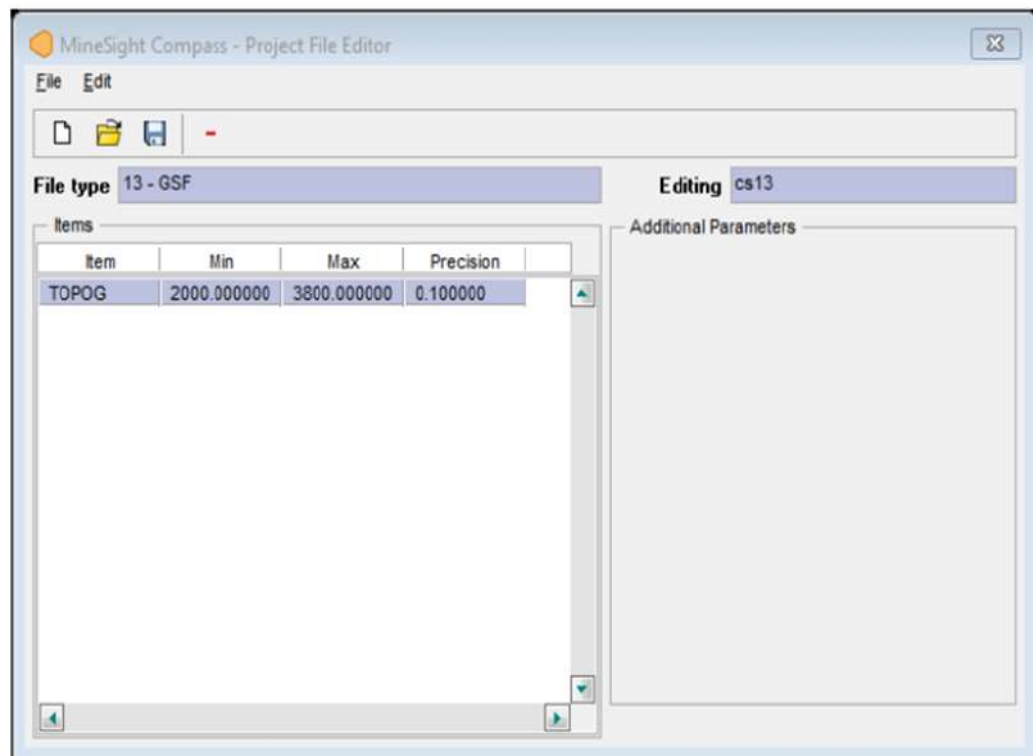 MineSight Compass - Project File Editor
File Edit
File type 13 - GSF Editing cs13
Items Additional Parameters
Item Min Max Precision
TOPOG 2000.000000 3800.000000 0.100000